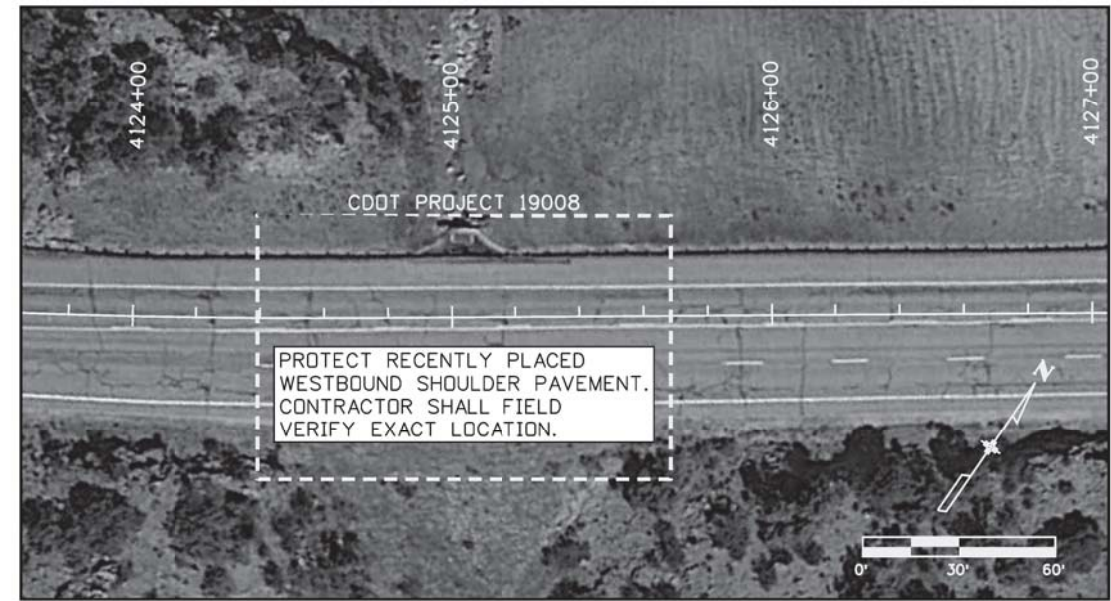 4124+00
4125+00
4126+00
4127+00
CDOT PROJECT 19008
PROTECT RECENTLY PLACED
WESTBOUND SHOULDER PAVEMENT.
CONTRACTOR SHALL FIELD
VERIFY EXACT LOCATION.
N
0' 30' 60'